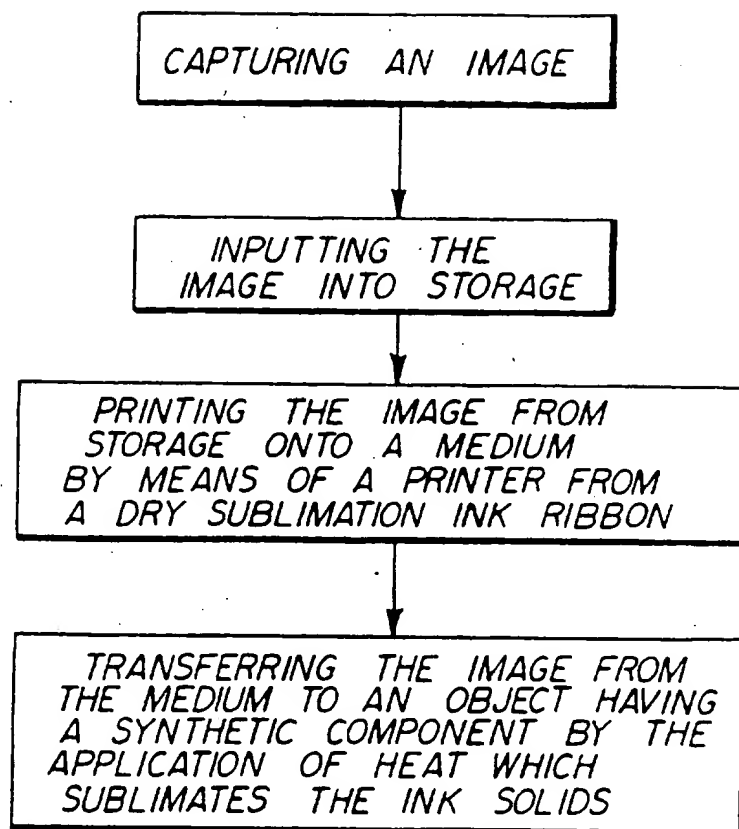 CAPTURING AN IMAGE
INPUTTING THE
IMAGE INTO STORAGE
PRINTING THE IMAGE FROM
STORAGE ONTO A MEDIUM
BY MEANS OF A PRINTER FROM
A DRY SUBLIMATION INK RIBBON
TRANSFERRING THE IMAGE FROM
THE MEDIUM TO AN OBJECT HAVING
A SYNTHETIC COMPONENT BY THE
APPLICATION OF HEAT WHICH
SUBLIMATES THE INK SOLIDS